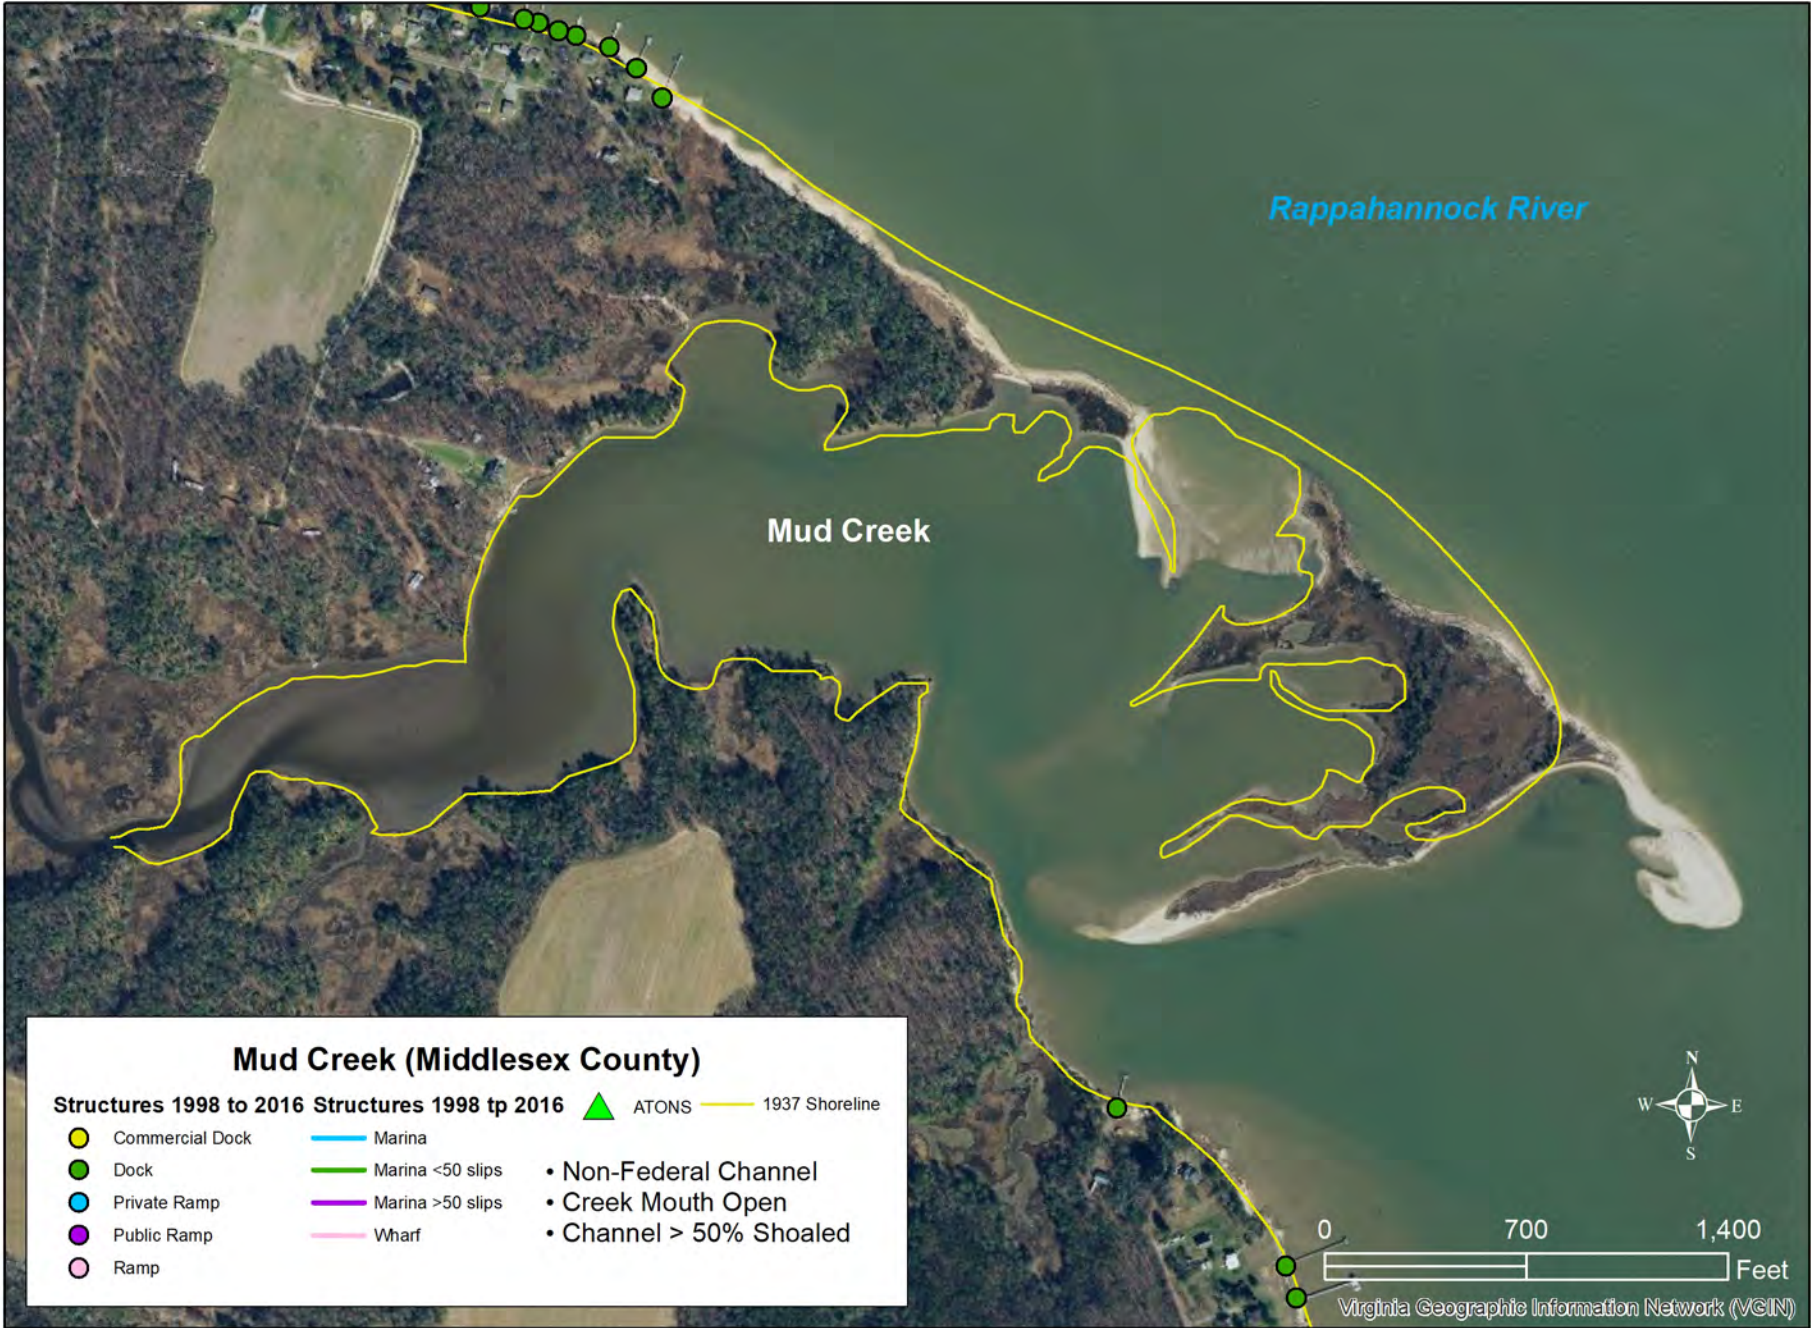 Rappahannock River
Mud Creek
Mud Creek (Middlesex County)
Structures 1998 to 2016
Commercial Dock
Dock
Private Ramp
Public Ramp
Ramp
Structures 1998 tp 2016
Marina
Marina <50 slips
Marina >50 slips
Wharf
ATONS
1937 Shoreline
• Non-Federal Channel
• Creek Mouth Open
• Channel > 50% Shoaled
N
W E
S
0 700 1,400
Feet
Virginia Geographic Information Network (VGIN)